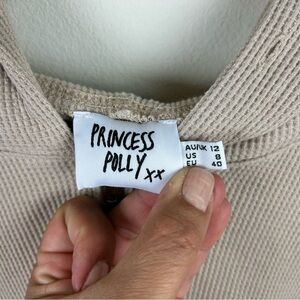 PRINCESS
POLLY xx
AU/UK 12
US 8
EU 40